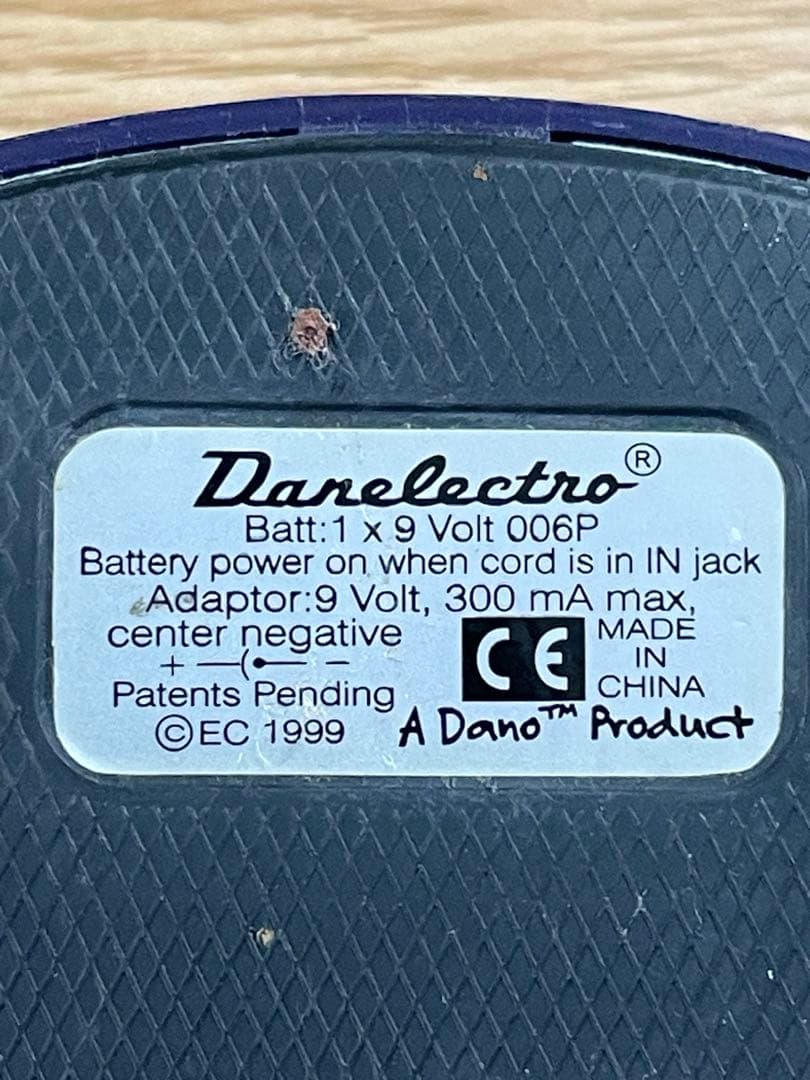 Danelectro®
Batt:1 x 9 Volt 006P
Battery power on when cord is in IN jack
Adaptor:9 Volt, 300 mA max,
center negative
+ −(•− −
Patents Pending
©EC 1999
CE
MADE
IN
CHINA
A Dano™ Product